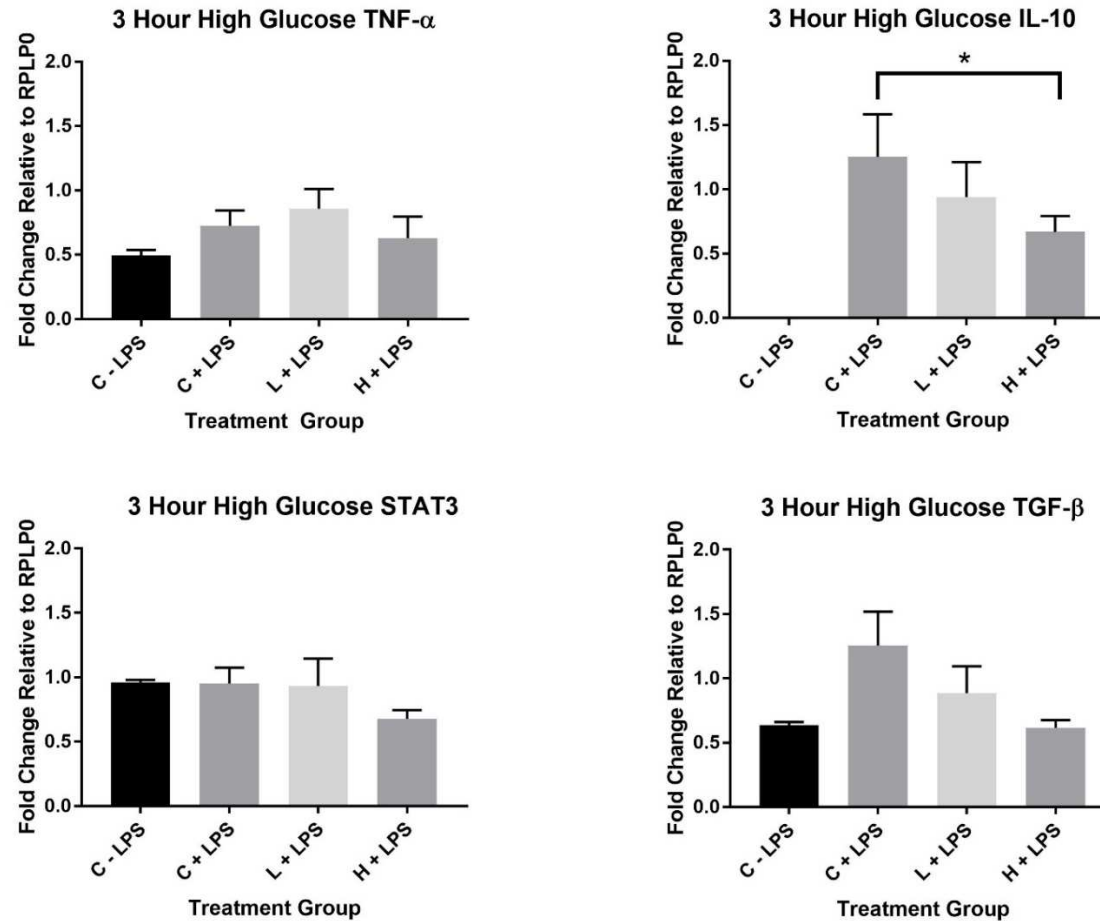 3 Hour High Glucose TNF-α
Fold Change Relative to RPLP0
2.0
1.5
1.0
0.5
0.0
C - LPS
C + LPS
L + LPS
H + LPS
Treatment Group
3 Hour High Glucose IL-10
Fold Change Relative to RPLP0
2.0
1.5
1.0
0.5
0.0
*
C - LPS
C + LPS
L + LPS
H + LPS
Treatment Group
3 Hour High Glucose STAT3
Fold Change Relative to RPLP0
2.0
1.5
1.0
0.5
0.0
C - LPS
C + LPS
L + LPS
H + LPS
Treatment Group
3 Hour High Glucose TGF-β
Fold Change Relative to RPLP0
2.0
1.5
1.0
0.5
0.0
C - LPS
C + LPS
L + LPS
H + LPS
Treatment Group